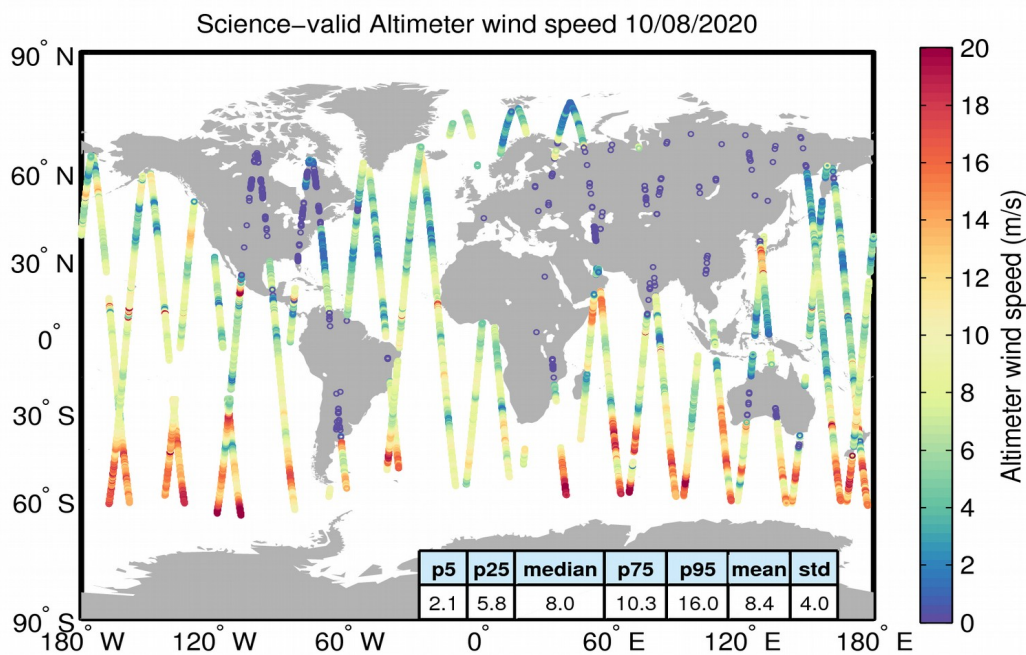 Science−valid Altimeter wind speed 10/08/2020
90° N
60° N
30° N
0°
30° S
60° S
90° S
180° W
120° W
60° W
0°
60° E
120° E
180° E
p5 p25 median p75 p95 mean std
2.1 5.8 8.0 10.3 16.0 8.4 4.0
20
18
16
14
12
10
8
6
4
2
0
Altimeter wind speed (m/s)